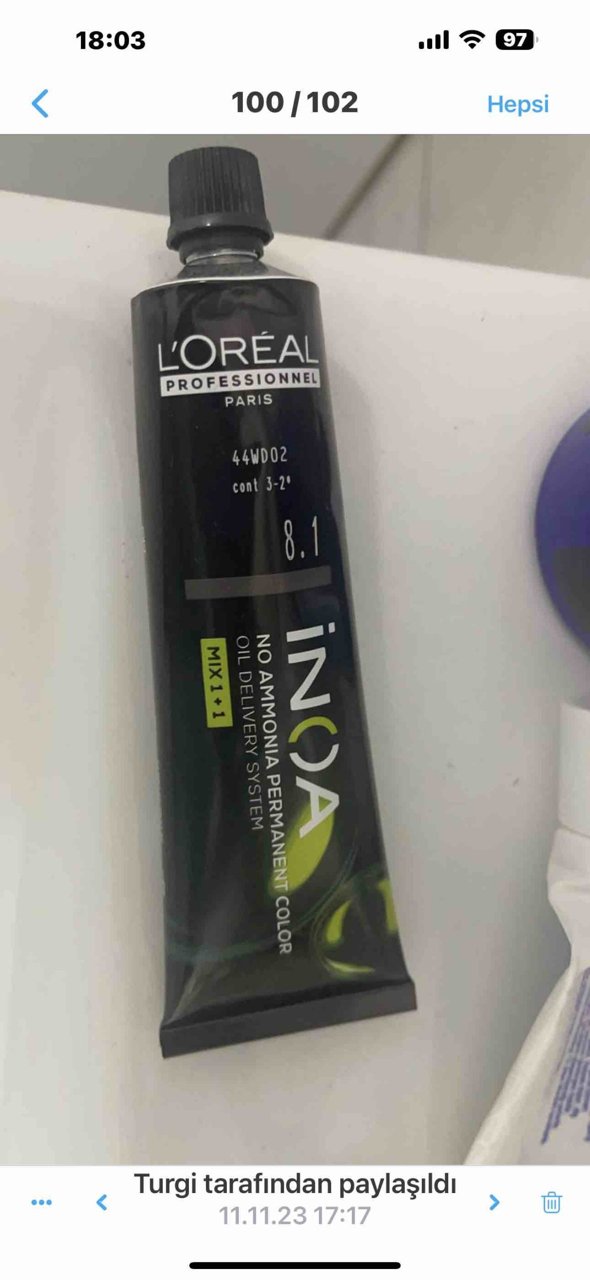 18:03
97
100 / 102
Hepsi
L'ORÉAL
PROFESSIONNEL
PARIS
44WD02
cont 3-2°
8.1
iNOA
NO AMMONIA PERMANENT COLOR
OIL DELIVERY SYSTEM
MIX 1 + 1
Turgi tarafından paylaşıldı
11.11.23 17:17